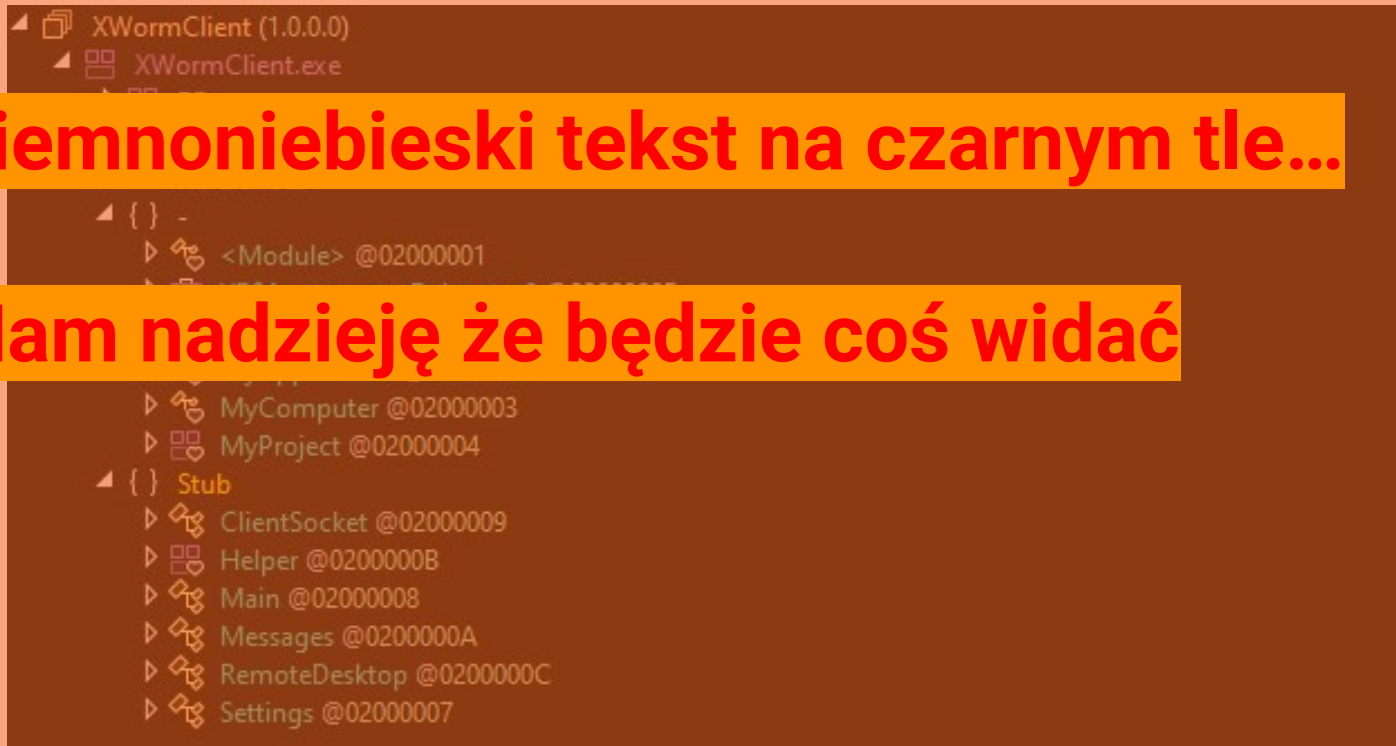 XWormClient (1.0.0.0)
XWormClient.exe
iemnoniebieski tekst na czarnym tle...
{ } -
<Module> @02000001
am nadzieję że będzie coś widać
MyComputer @02000003
MyProject @02000004
{ } Stub
ClientSocket @02000009
Helper @0200000B
Main @02000008
Messages @0200000A
RemoteDesktop @0200000C
Settings @02000007